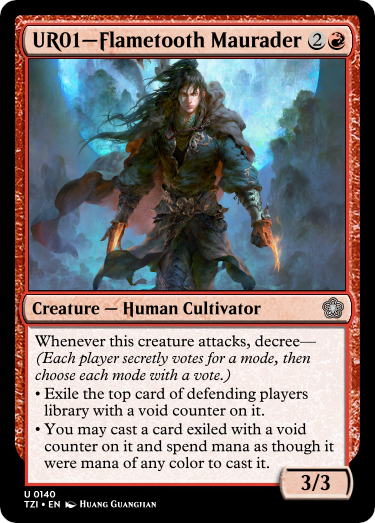 UR01—Flametooth Maurader 2
Creature — Human Cultivator
Whenever this creature attacks, decree—
(Each player secretly votes for a mode, then
choose each mode with a vote.)
• Exile the top card of defending players
library with a void counter on it.
• You may cast a card exiled with a void
counter on it and spend mana as though it
were mana of any color to cast it.
3/3
U 0140
TZI • EN Huang Guangjian